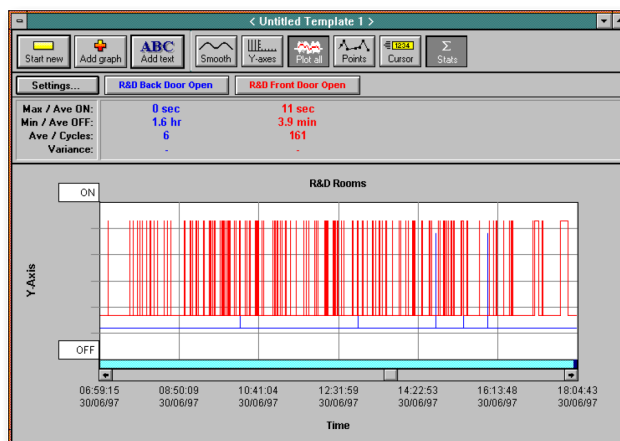 < Untitled Template 1 >
Start new
Add graph
ABC
Add text
Smooth
Y-axes
Plot all
Points
1234
Cursor
Σ
Stats
Settings...
R&D Back Door Open
R&D Front Door Open
Max / Ave ON: 0 sec 11 sec
Min / Ave OFF: 1.6 hr 3.9 min
Ave / Cycles: 6 161
Variance: - -
R&D Rooms
ON
Y-Axis
OFF
06:59:15 08:50:09 10:41:04 12:31:59 14:22:53 16:13:48 18:04:43
30/06/97 30/06/97 30/06/97 30/06/97 30/06/97 30/06/97 30/06/97
Time